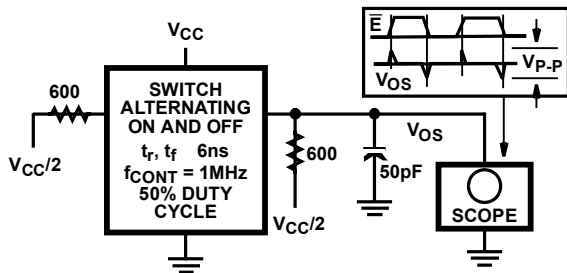 VCC
600
VCC/2
SWITCH
ALTERNATING
ON AND OFF
tr, tf 6ns
fCONT = 1MHz
50% DUTY
CYCLE
600
VCC/2
50pF
VOS
SCOPE
E
VOS
VP-P